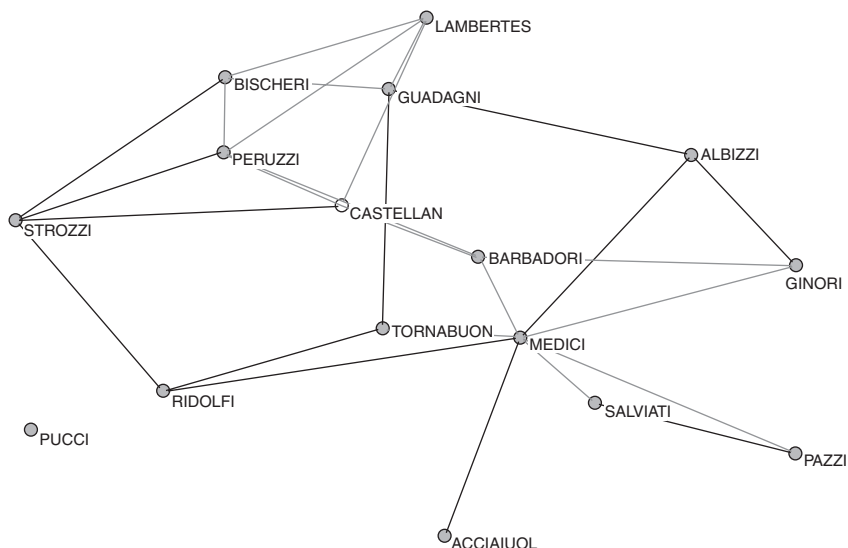 LAMBERTES
BISCHERI
GUADAGNI
PERUZZI
ALBIZZI
CASTELLAN
STROZZI
BARBADORI
GINORI
TORNABUON
MEDICI
RIDOLFI
SALVIATI
PUCCI
PAZZI
ACCIAIUOL